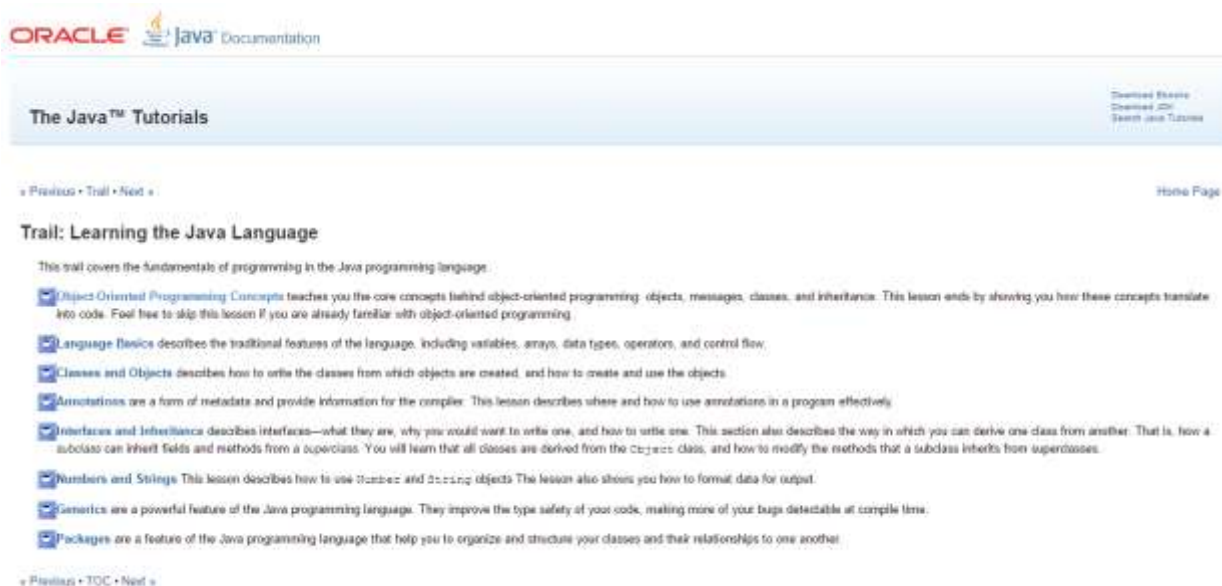 ORACLE Java Documentation
The Java™ Tutorials
Download Ebooks
Download JDK
Search Java Tutorials
« Previous • Trail • Next »
Home Page
Trail: Learning the Java Language
This trail covers the fundamentals of programming in the Java programming language.
Object-Oriented Programming Concepts teaches you the core concepts behind object-oriented programming: objects, messages, classes, and inheritance. This lesson ends by showing you how these concepts translate
into code. Feel free to skip this lesson if you are already familiar with object-oriented programming.
Language Basics describes the traditional features of the language, including variables, arrays, data types, operators, and control flow.
Classes and Objects describes how to write the classes from which objects are created, and how to create and use the objects.
Annotations are a form of metadata and provide information for the compiler. This lesson describes where and how to use annotations in a program effectively.
Interfaces and Inheritance describes interfaces—what they are, why you would want to write one, and how to write one. This section also describes the way in which you can derive one class from another. That is, how a
subclass can inherit fields and methods from a superclass. You will learn that all classes are derived from the Object class, and how to modify the methods that a subclass inherits from superclasses.
Numbers and Strings This lesson describes how to use Number and String objects The lesson also shows you how to format data for output.
Generics are a powerful feature of the Java programming language. They improve the type safety of your code, making more of your bugs detectable at compile time.
Packages are a feature of the Java programming language that help you to organize and structure your classes and their relationships to one another.
« Previous • TOC • Next »